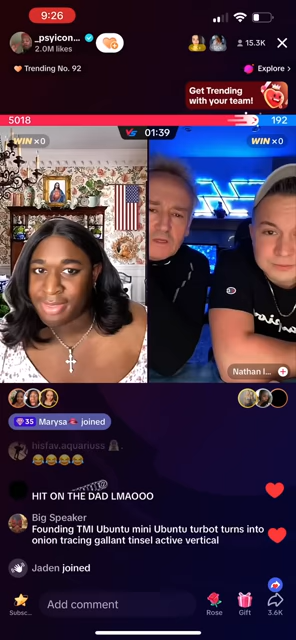 9:26
_psyicon...
2.0M likes
15.3K
Trending No. 92
Explore >
Get Trending
with your team!
5018
192
WIN ×0
VS 01:39
WIN ×0
Nathan l...
35 Marysa joined
hisfav.aquariuss
HIT ON THE DAD LMAOOO
Big Speaker
Founding TMI Ubuntu mini Ubuntu turbot turns into
onion tracing gallant tinsel active vertical
Jaden joined
Subsc...
Add comment
Rose
Gift
3.6K